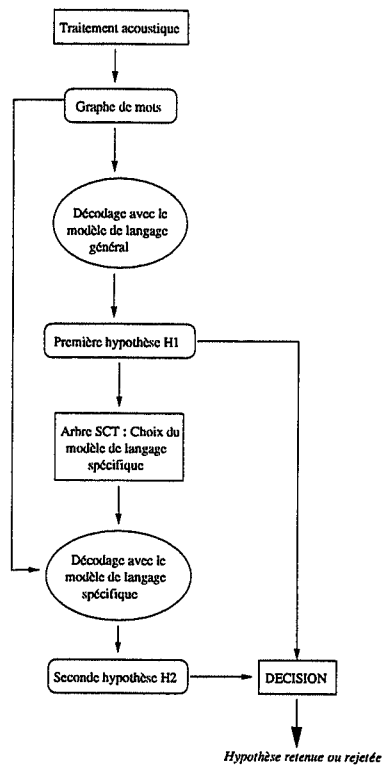 Traitement acoustique
Graphe de mots
Décodage avec le
modèle de langage
général
Première hypothèse H1
Arbre SCT : Choix du
modèle de langage
spécifique
Décodage avec le
modèle de langage
spécifique
Seconde hypothèse H2
DECISION
Hypothèse retenue ou rejetée